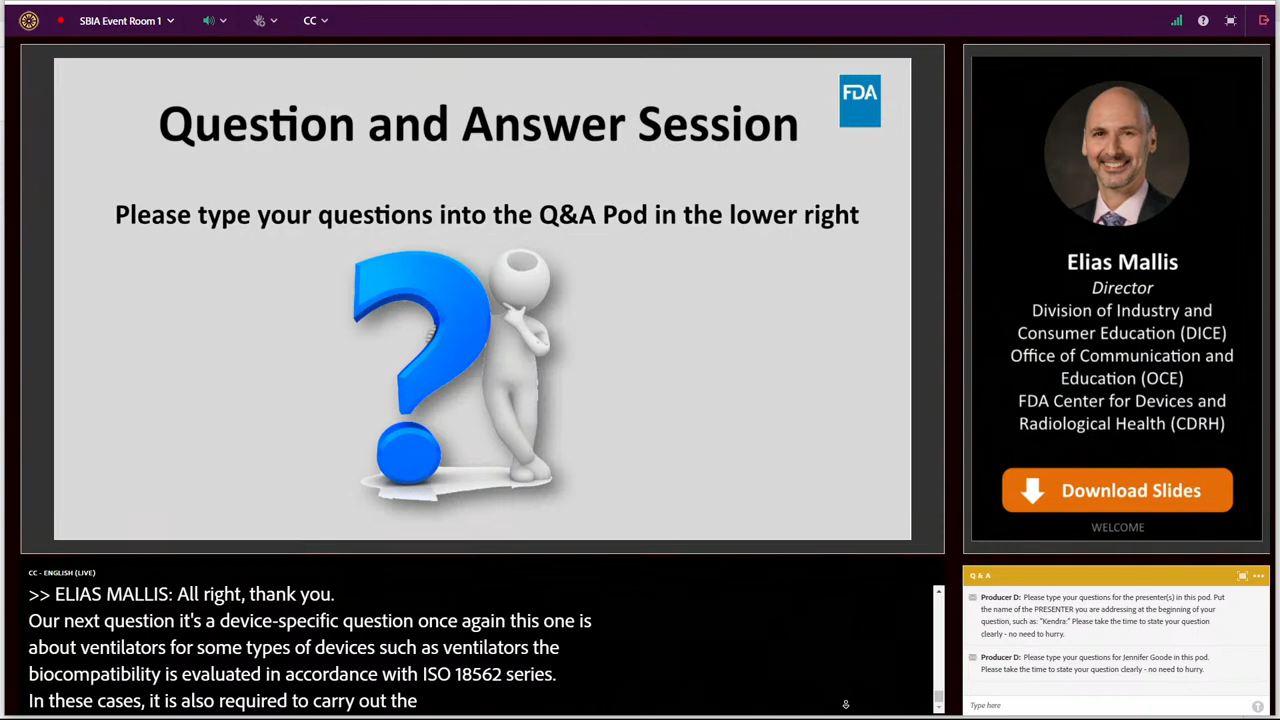 SBIA Event Room 1
CC
Question and Answer Session
FDA
Please type your questions into the Q&A Pod in the lower right
Elias Mallis
Director
Division of Industry and
Consumer Education (DICE)
Office of Communication and
Education (OCE)
FDA Center for Devices and
Radiological Health (CDRH)
Download Slides
WELCOME
CC - ENGLISH (LIVE)
>> ELIAS MALLIS: All right, thank you.
Our next question it's a device-specific question once again this one is
about ventilators for some types of devices such as ventilators the
biocompatibility is evaluated in accordance with ISO 18562 series.
In these cases, it is also required to carry out the
Q & A
Producer D: Please type your questions for the presenter(s) in this pod. Put
the name of the PRESENTER you are addressing at the beginning of your
question, such as: "Kendra:" Please take the time to state your question
clearly - no need to hurry.
Producer D: Please type your questions for Jennifer Goode in this pod.
Please take the time to state your question clearly - no need to hurry.
Type here